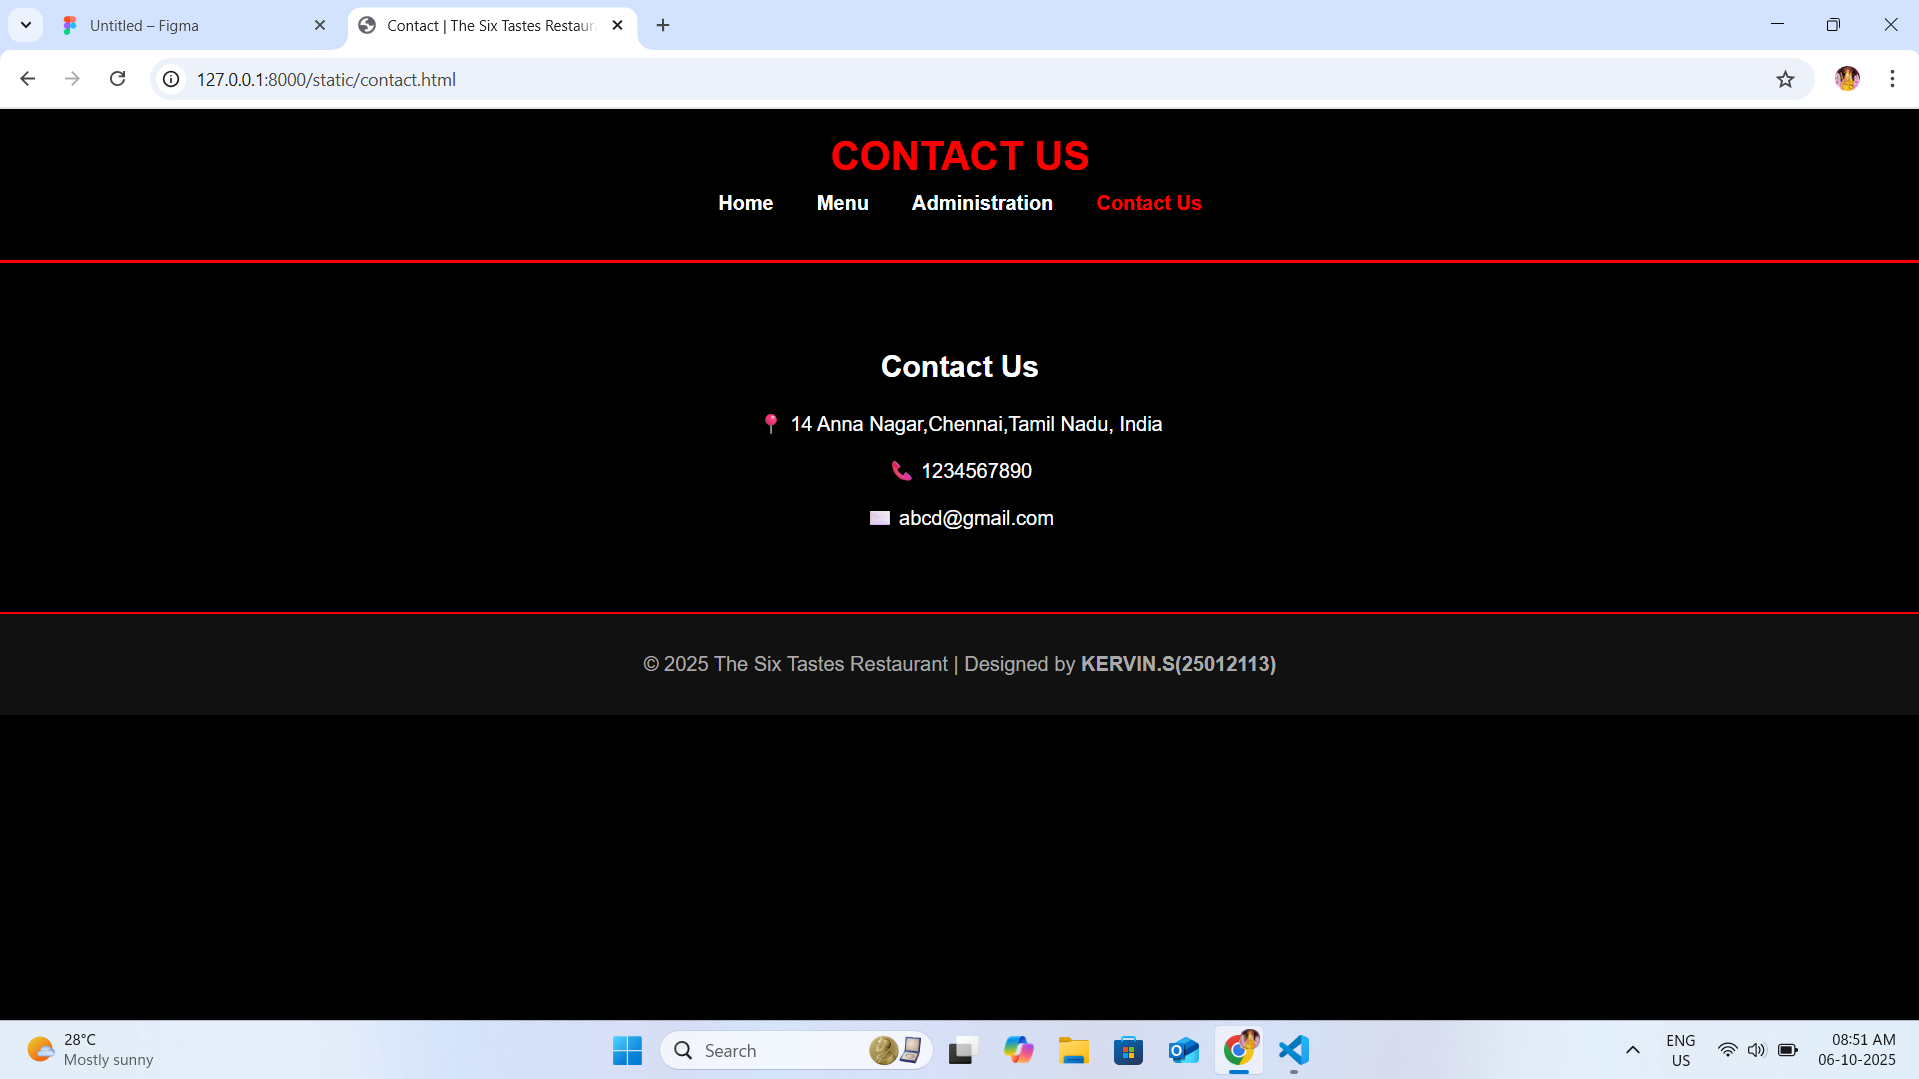 Untitled – Figma
Contact | The Six Tastes Restaur
127.0.0.1:8000/static/contact.html
CONTACT US
Home Menu Administration Contact Us
Contact Us
📍 14 Anna Nagar,Chennai,Tamil Nadu, India
📞 1234567890
✉️ abcd@gmail.com
© 2025 The Six Tastes Restaurant | Designed by KERVIN.S(25012113)
28°C
Mostly sunny
Search
ENG
US
08:51 AM
06-10-2025